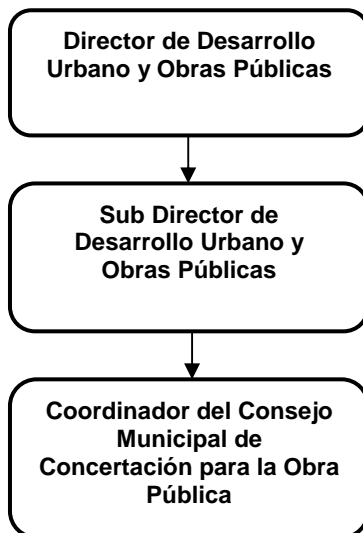 Director de Desarrollo
Urbano y Obras Públicas
Sub Director de
Desarrollo Urbano y
Obras Públicas
Coordinador del Consejo
Municipal de
Concertación para la Obra
Pública